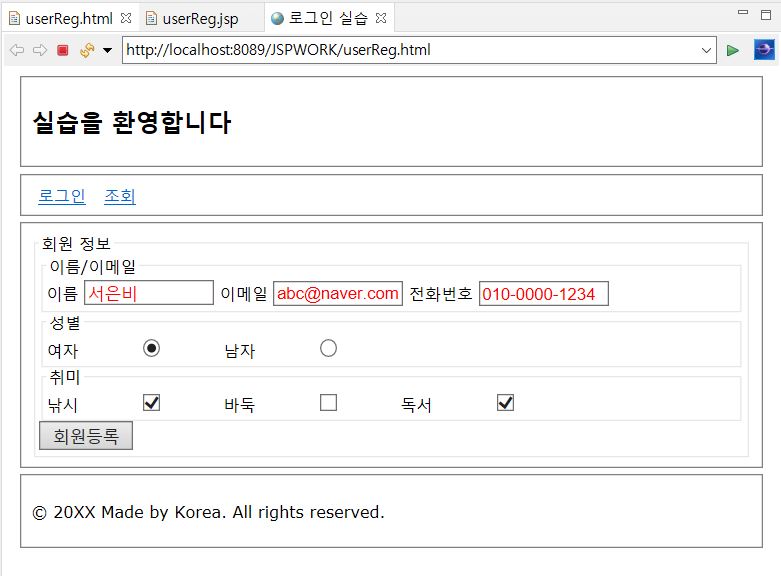 userReg.html userReg.jsp 로그인 실습
http://localhost:8089/JSPWORK/userReg.html
실습을 환영합니다
로그인 조회
회원 정보
이름/이메일
이름 서은비 이메일 abc@naver.com 전화번호 010-0000-1234
성별
여자 남자
취미
낚시 바둑 독서
회원등록
© 20XX Made by Korea. All rights reserved.